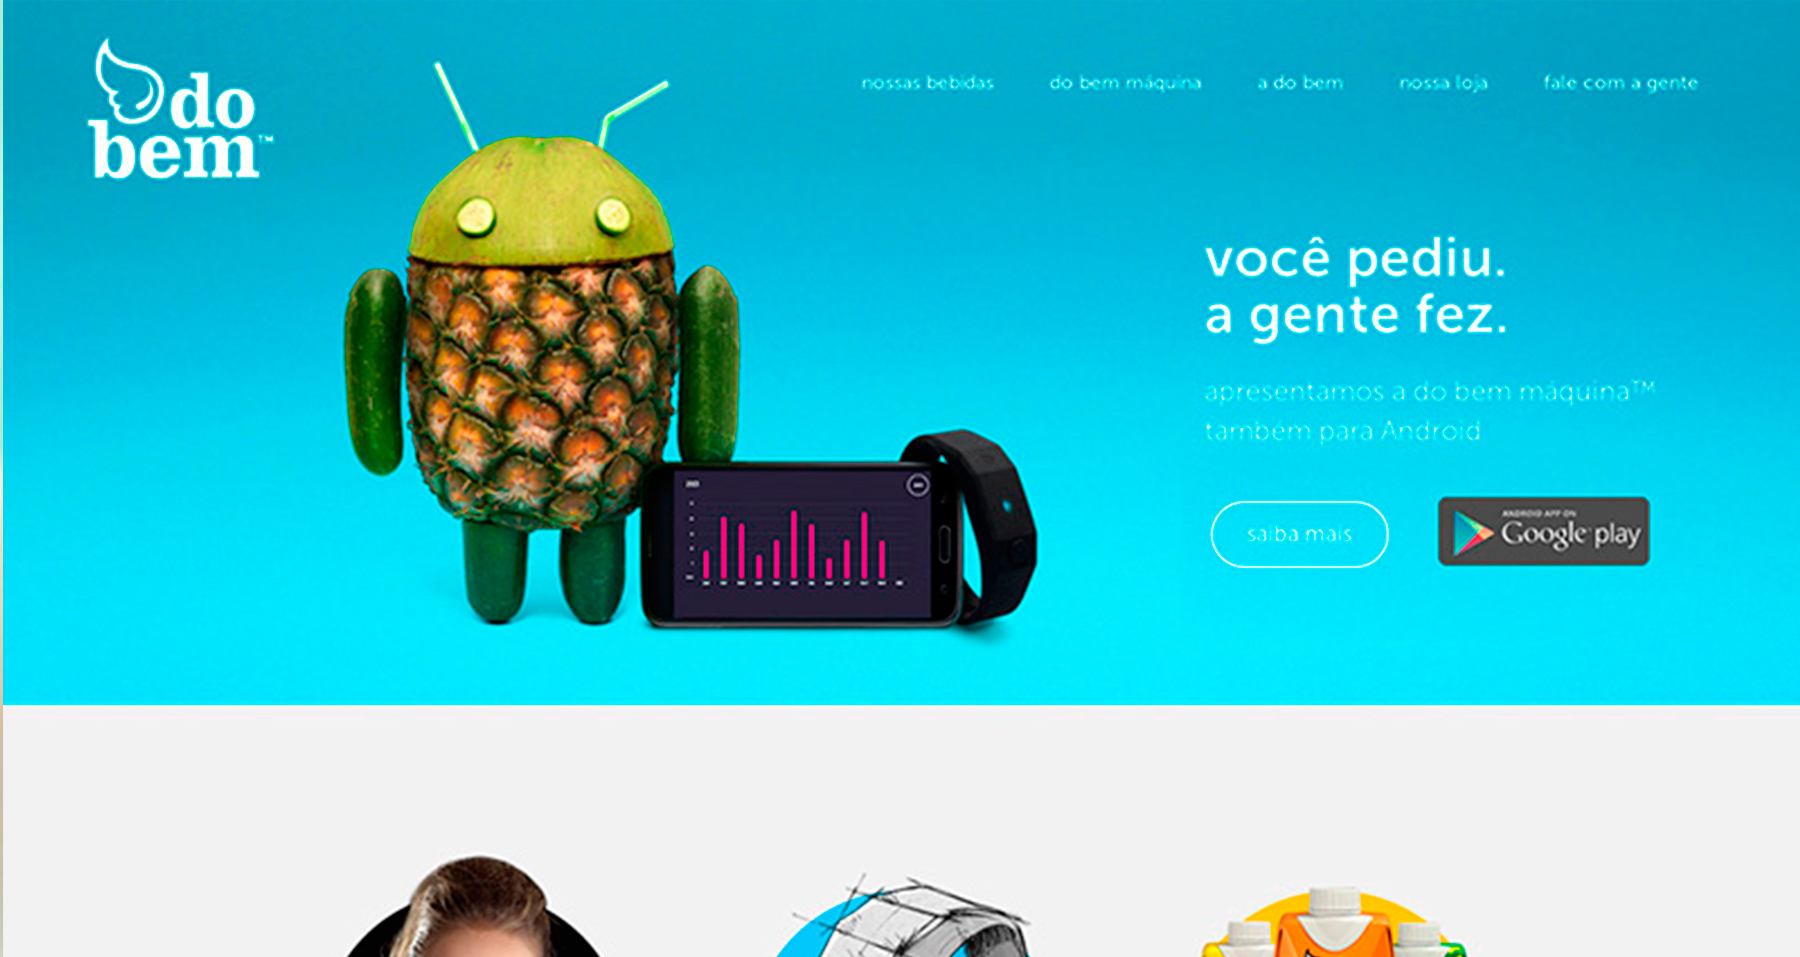 do
bem™
nossas bebidas
do bem máquina
a do bem
nossa loja
fale com a gente
você pediu.
a gente fez.
apresentamos a do bem máquina™
também para Android
saiba mais
ANDROID APP ON
Google play